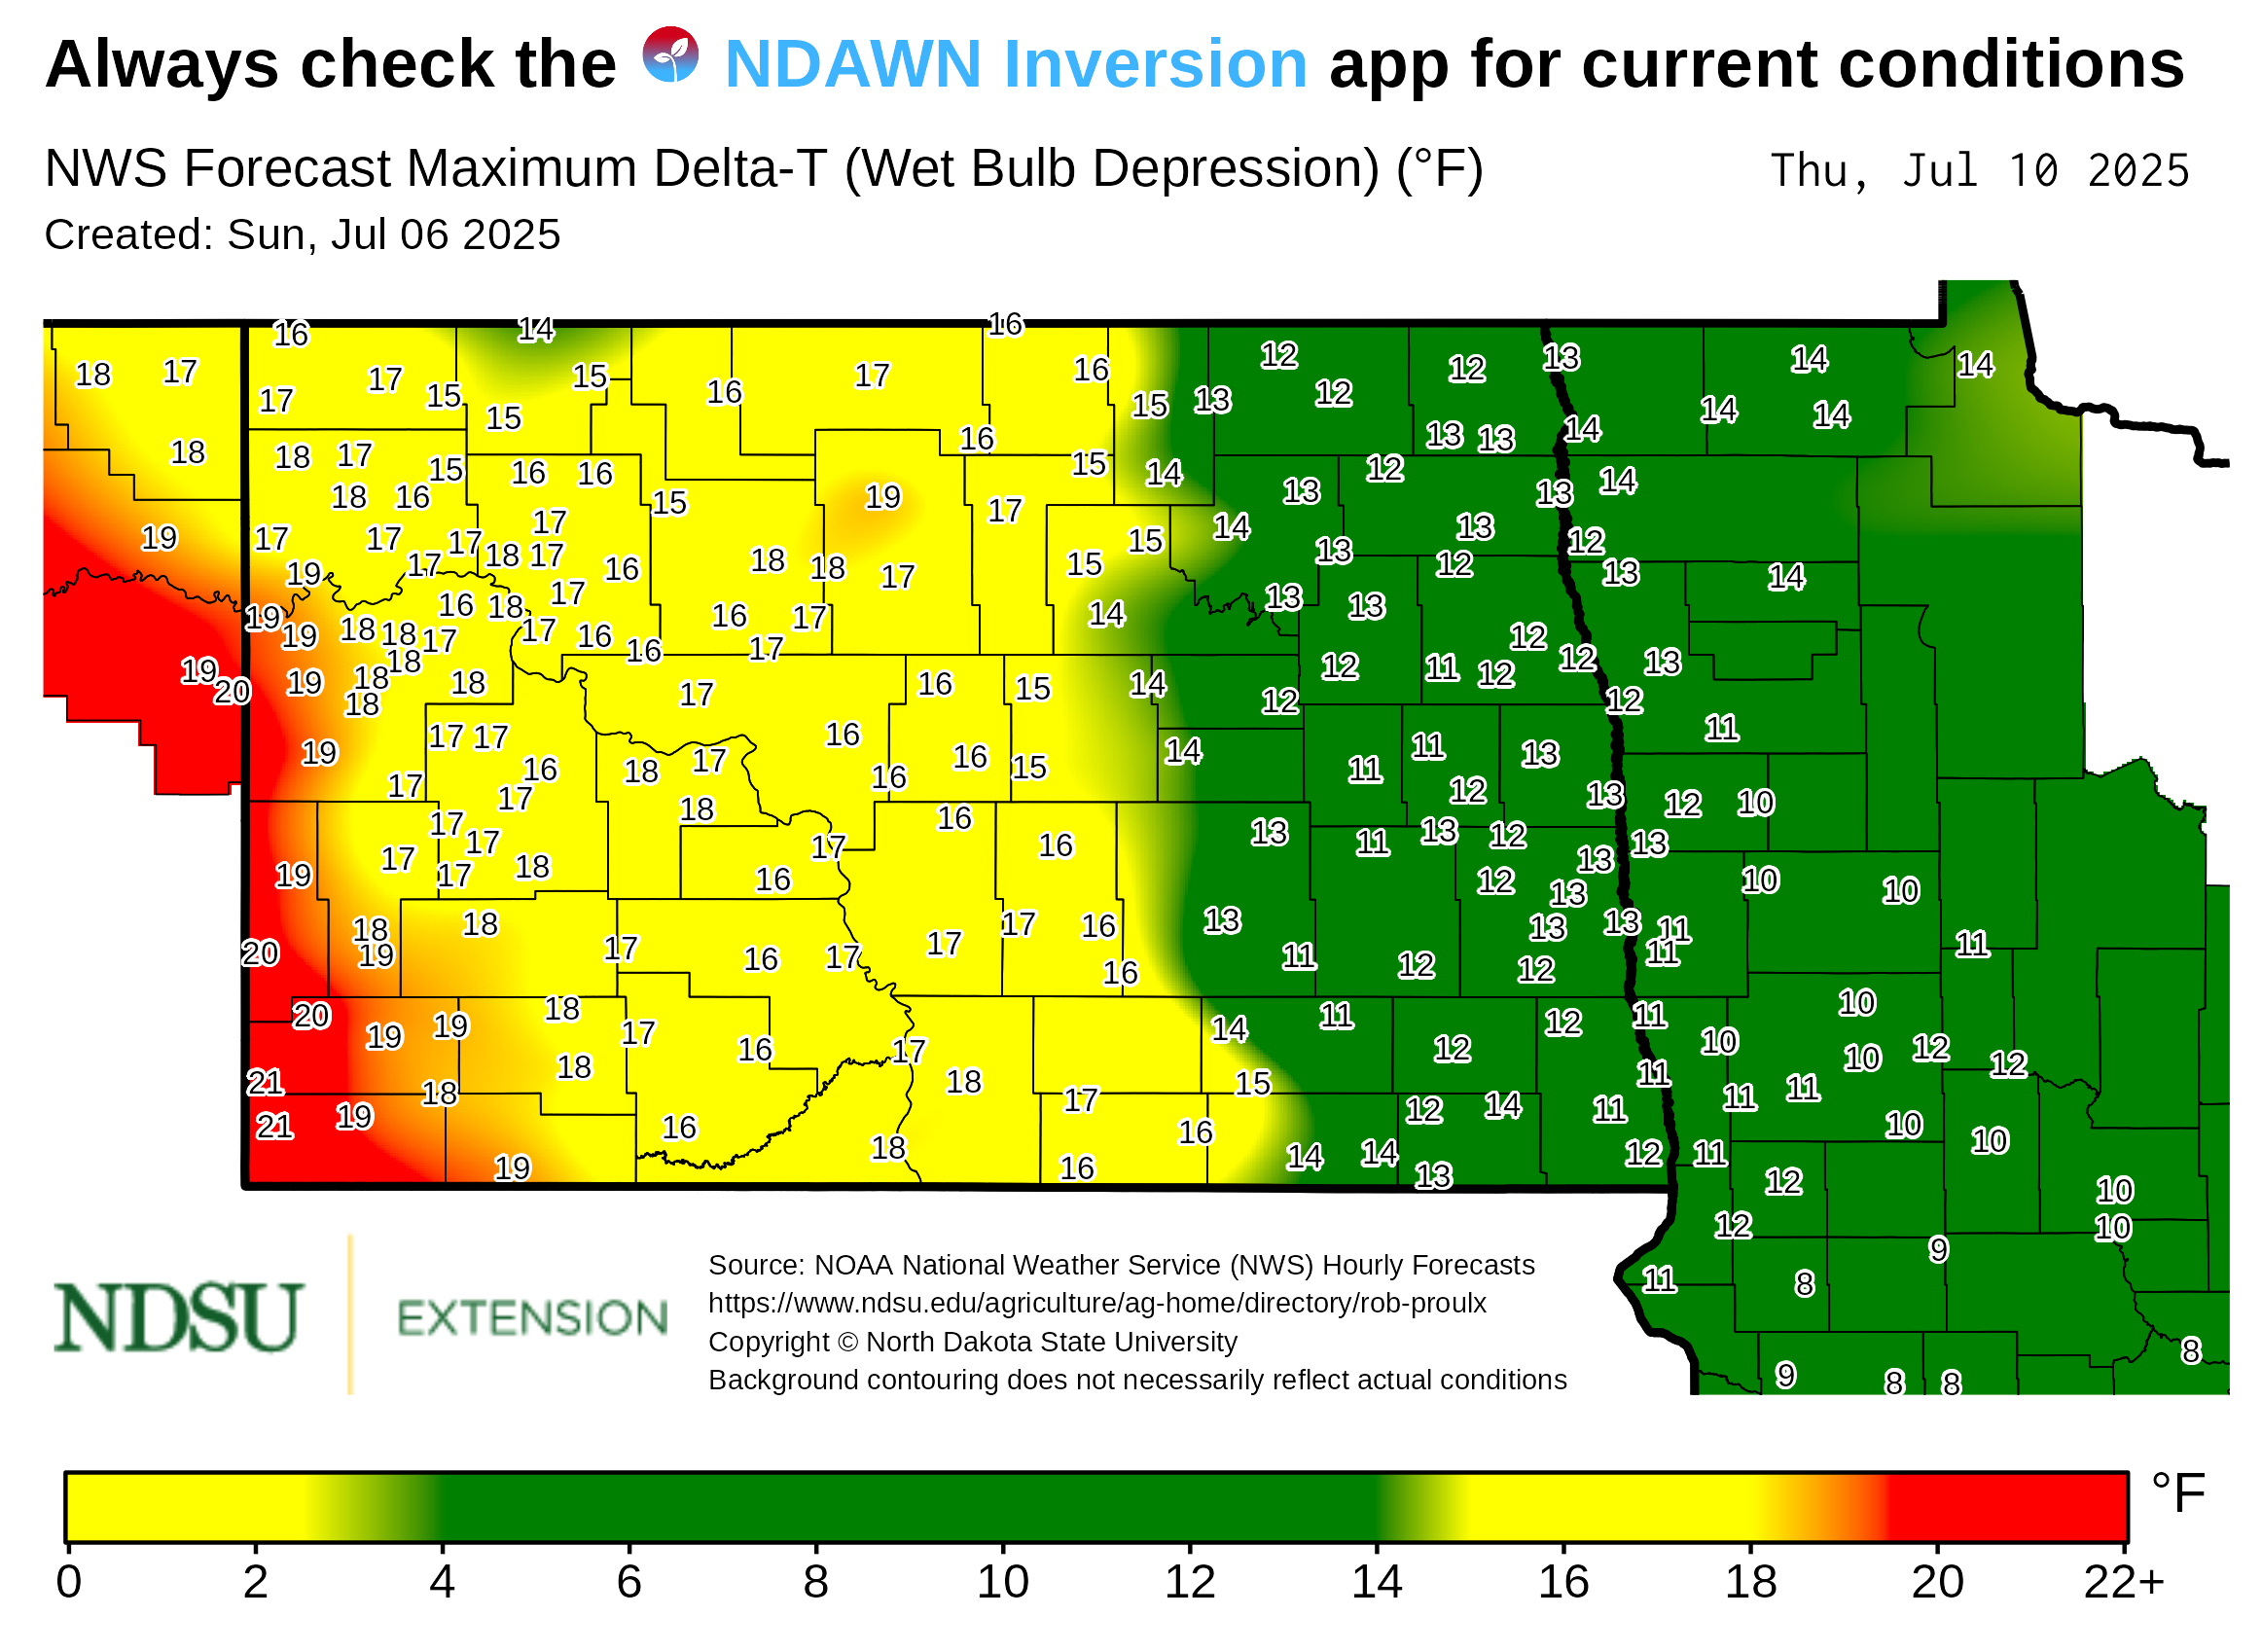 Always check the NDAWN Inversion app for current conditions
NWS Forecast Maximum Delta-T (Wet Bulb Depression) (°F)
Thu, Jul 10 2025
Created: Sun, Jul 06 2025
16 14 16
18 17 17 15 17 16 12 12 13 14 14
17 15 16 15 13 12 14 14
15 16 13 13 14
18 18 17 15 16 16 15 14 12 14
18 16 15 19 17 13 13
19 17 17 17 17 15 14 13 12
17 18 17 16 18 18 17 15 13 12 13 14
19 17
19 16 18 16 17 14 13 13
19 18 18 17 17 16 16 17 12 12 13
19 20 19 18 18 18 17 16 15 14 12 11 12
18 12 12
19 17 17 16 14 11 13 11
17 16 18 17 16 16 15 11 12 13 12 10
17 18 16
17 17 17 16 13 11 13 12 13 13
19 17 17 18 16 12 13 10 10
18 18 17 16 13 13 13 13 11
20 19 17 16 17 17 16 11 12 12 11 11
20 18 14 11 12 11 10
19 19 17 16 17 12 10 10 12 12
21 18 18 18 15 11 11 11
21 19 17 12 14 11 10
16 18 16 14 14 12 11 10
19 16 13 12 10
12 10
9
11 8
8
9 8 8
NDSU EXTENSION
Source: NOAA National Weather Service (NWS) Hourly Forecasts
https://www.ndsu.edu/agriculture/ag-home/directory/rob-proulx
Copyright © North Dakota State University
Background contouring does not necessarily reflect actual conditions
°F
0 2 4 6 8 10 12 14 16 18 20 22+